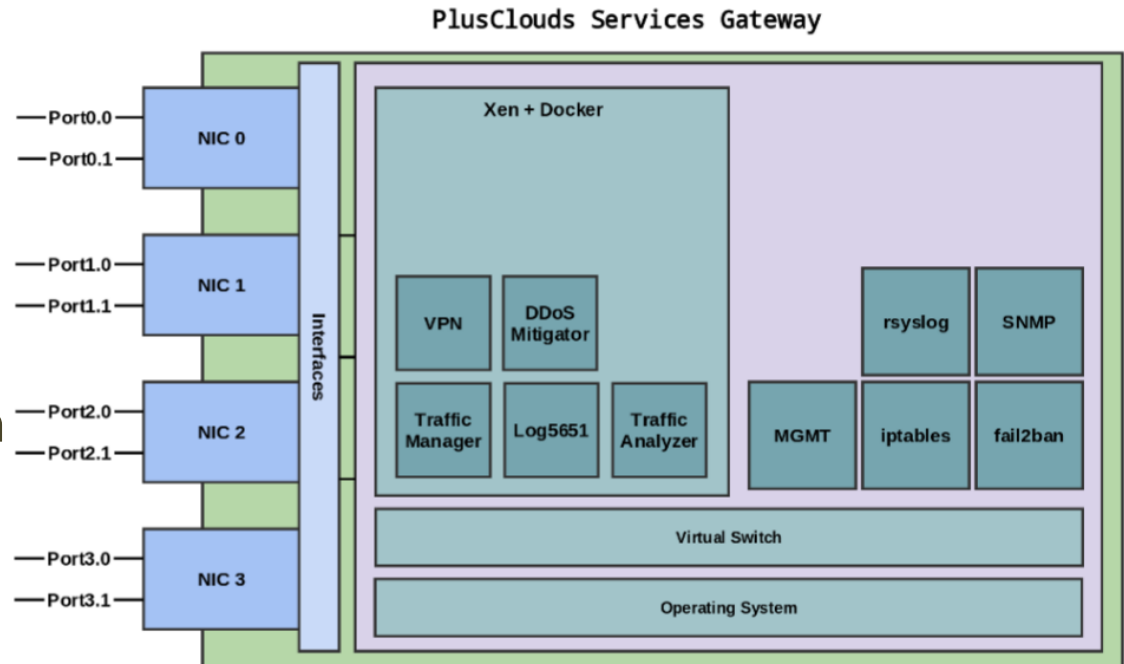 PlusClouds Services Gateway
Port0.0
Port0.1
NIC 0
Port1.0
Port1.1
NIC 1
Port2.0
Port2.1
NIC 2
Port3.0
Port3.1
NIC 3
Interfaces
Xen + Docker
VPN
DDoS
Mitigator
Traffic
Manager
Log5651
Traffic
Analyzer
rsyslog
SNMP
MGMT
iptables
fail2ban
Virtual Switch
Operating System